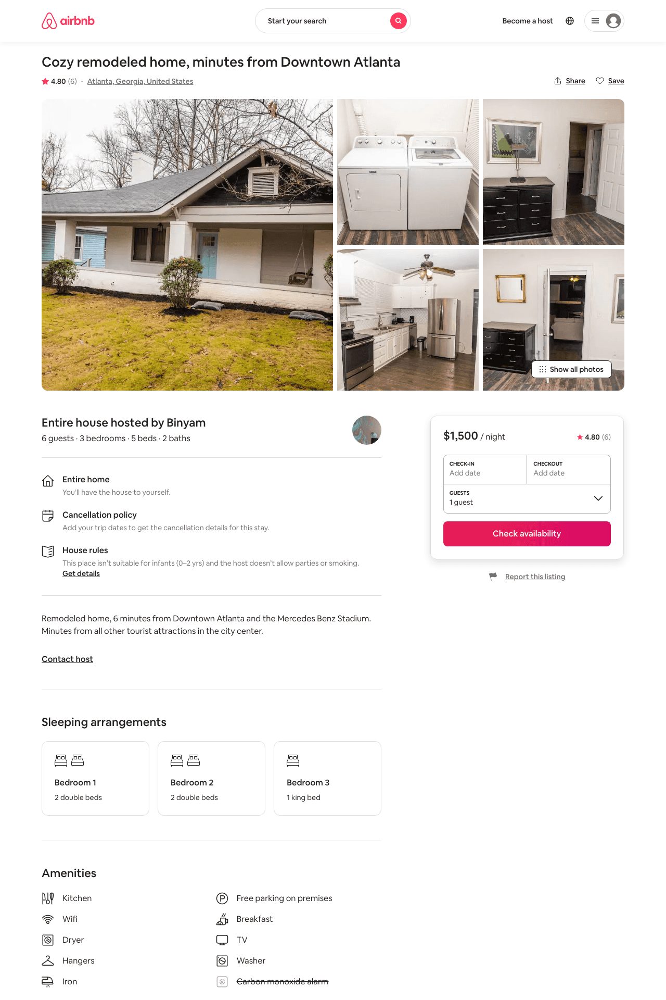 airbnb
Start your search
Become a host
Cozy remodeled home, minutes from Downtown Atlanta
4.80 (6) · Atlanta, Georgia, United States
Share
Save
Show all photos
Entire house hosted by Binyam
6 guests · 3 bedrooms · 5 beds · 2 baths
Entire home
You’ll have the house to yourself.
Cancellation policy
Add your trip dates to get the cancellation details for this stay.
House rules
This place isn’t suitable for infants (0–2 yrs) and the host doesn’t allow parties or smoking.
Get details
$1,500 / night
4.80 (6)
CHECK-IN
Add date
CHECKOUT
Add date
GUESTS
1 guest
Check availability
Report this listing
Remodeled home, 6 minutes from Downtown Atlanta and the Mercedes Benz Stadium.
Minutes from all other tourist attractions in the city center.
Contact host
Sleeping arrangements
Bedroom 1
2 double beds
Bedroom 2
2 double beds
Bedroom 3
1 king bed
Amenities
Kitchen
Free parking on premises
Wifi
Breakfast
Dryer
TV
Hangers
Washer
Iron
Carbon monoxide alarm